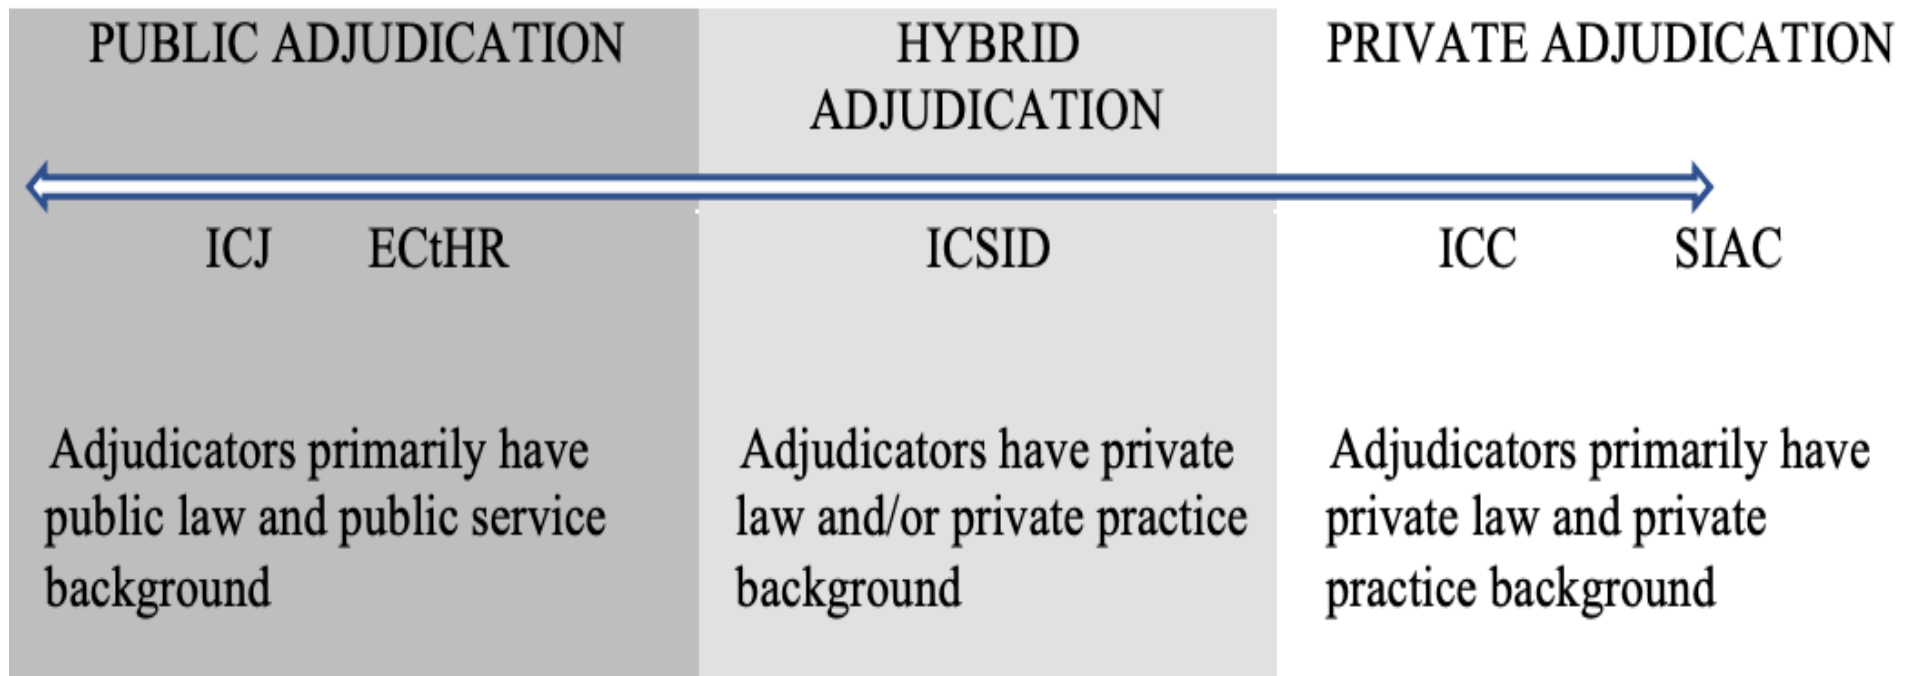 PUBLIC ADJUDICATION
HYBRID
ADJUDICATION
PRIVATE ADJUDICATION
ICJ
ECtHR
ICSID
ICC
SIAC
Adjudicators primarily have
public law and public service
background
Adjudicators have private
law and/or private practice
background
Adjudicators primarily have
private law and private
practice background